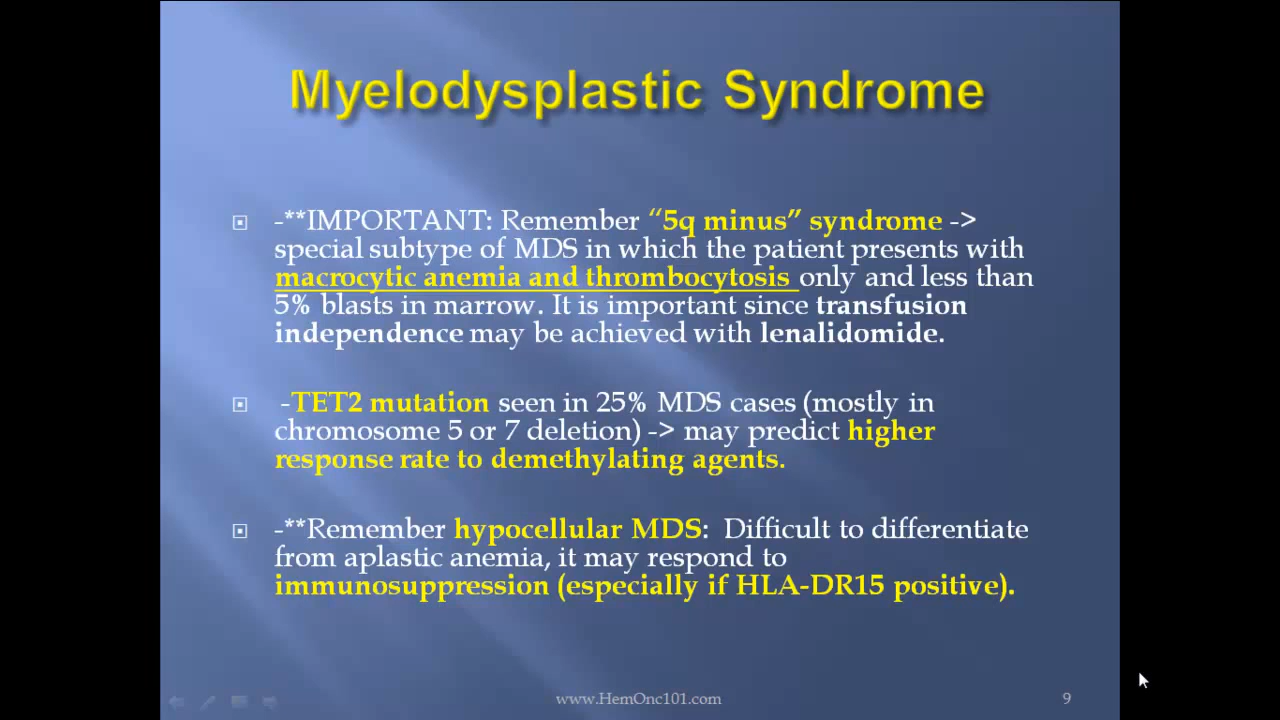 Myelodysplastic Syndrome
-**IMPORTANT: Remember “5q minus” syndrome ->
special subtype of MDS in which the patient presents with
macrocytic anemia and thrombocytosis only and less than
5% blasts in marrow. It is important since transfusion
independence may be achieved with lenalidomide.
-TET2 mutation seen in 25% MDS cases (mostly in
chromosome 5 or 7 deletion) -> may predict higher
response rate to demethylating agents.
-**Remember hypocellular MDS: Difficult to differentiate
from aplastic anemia, it may respond to
immunosuppression (especially if HLA-DR15 positive).
www.HemOnc101.com
9